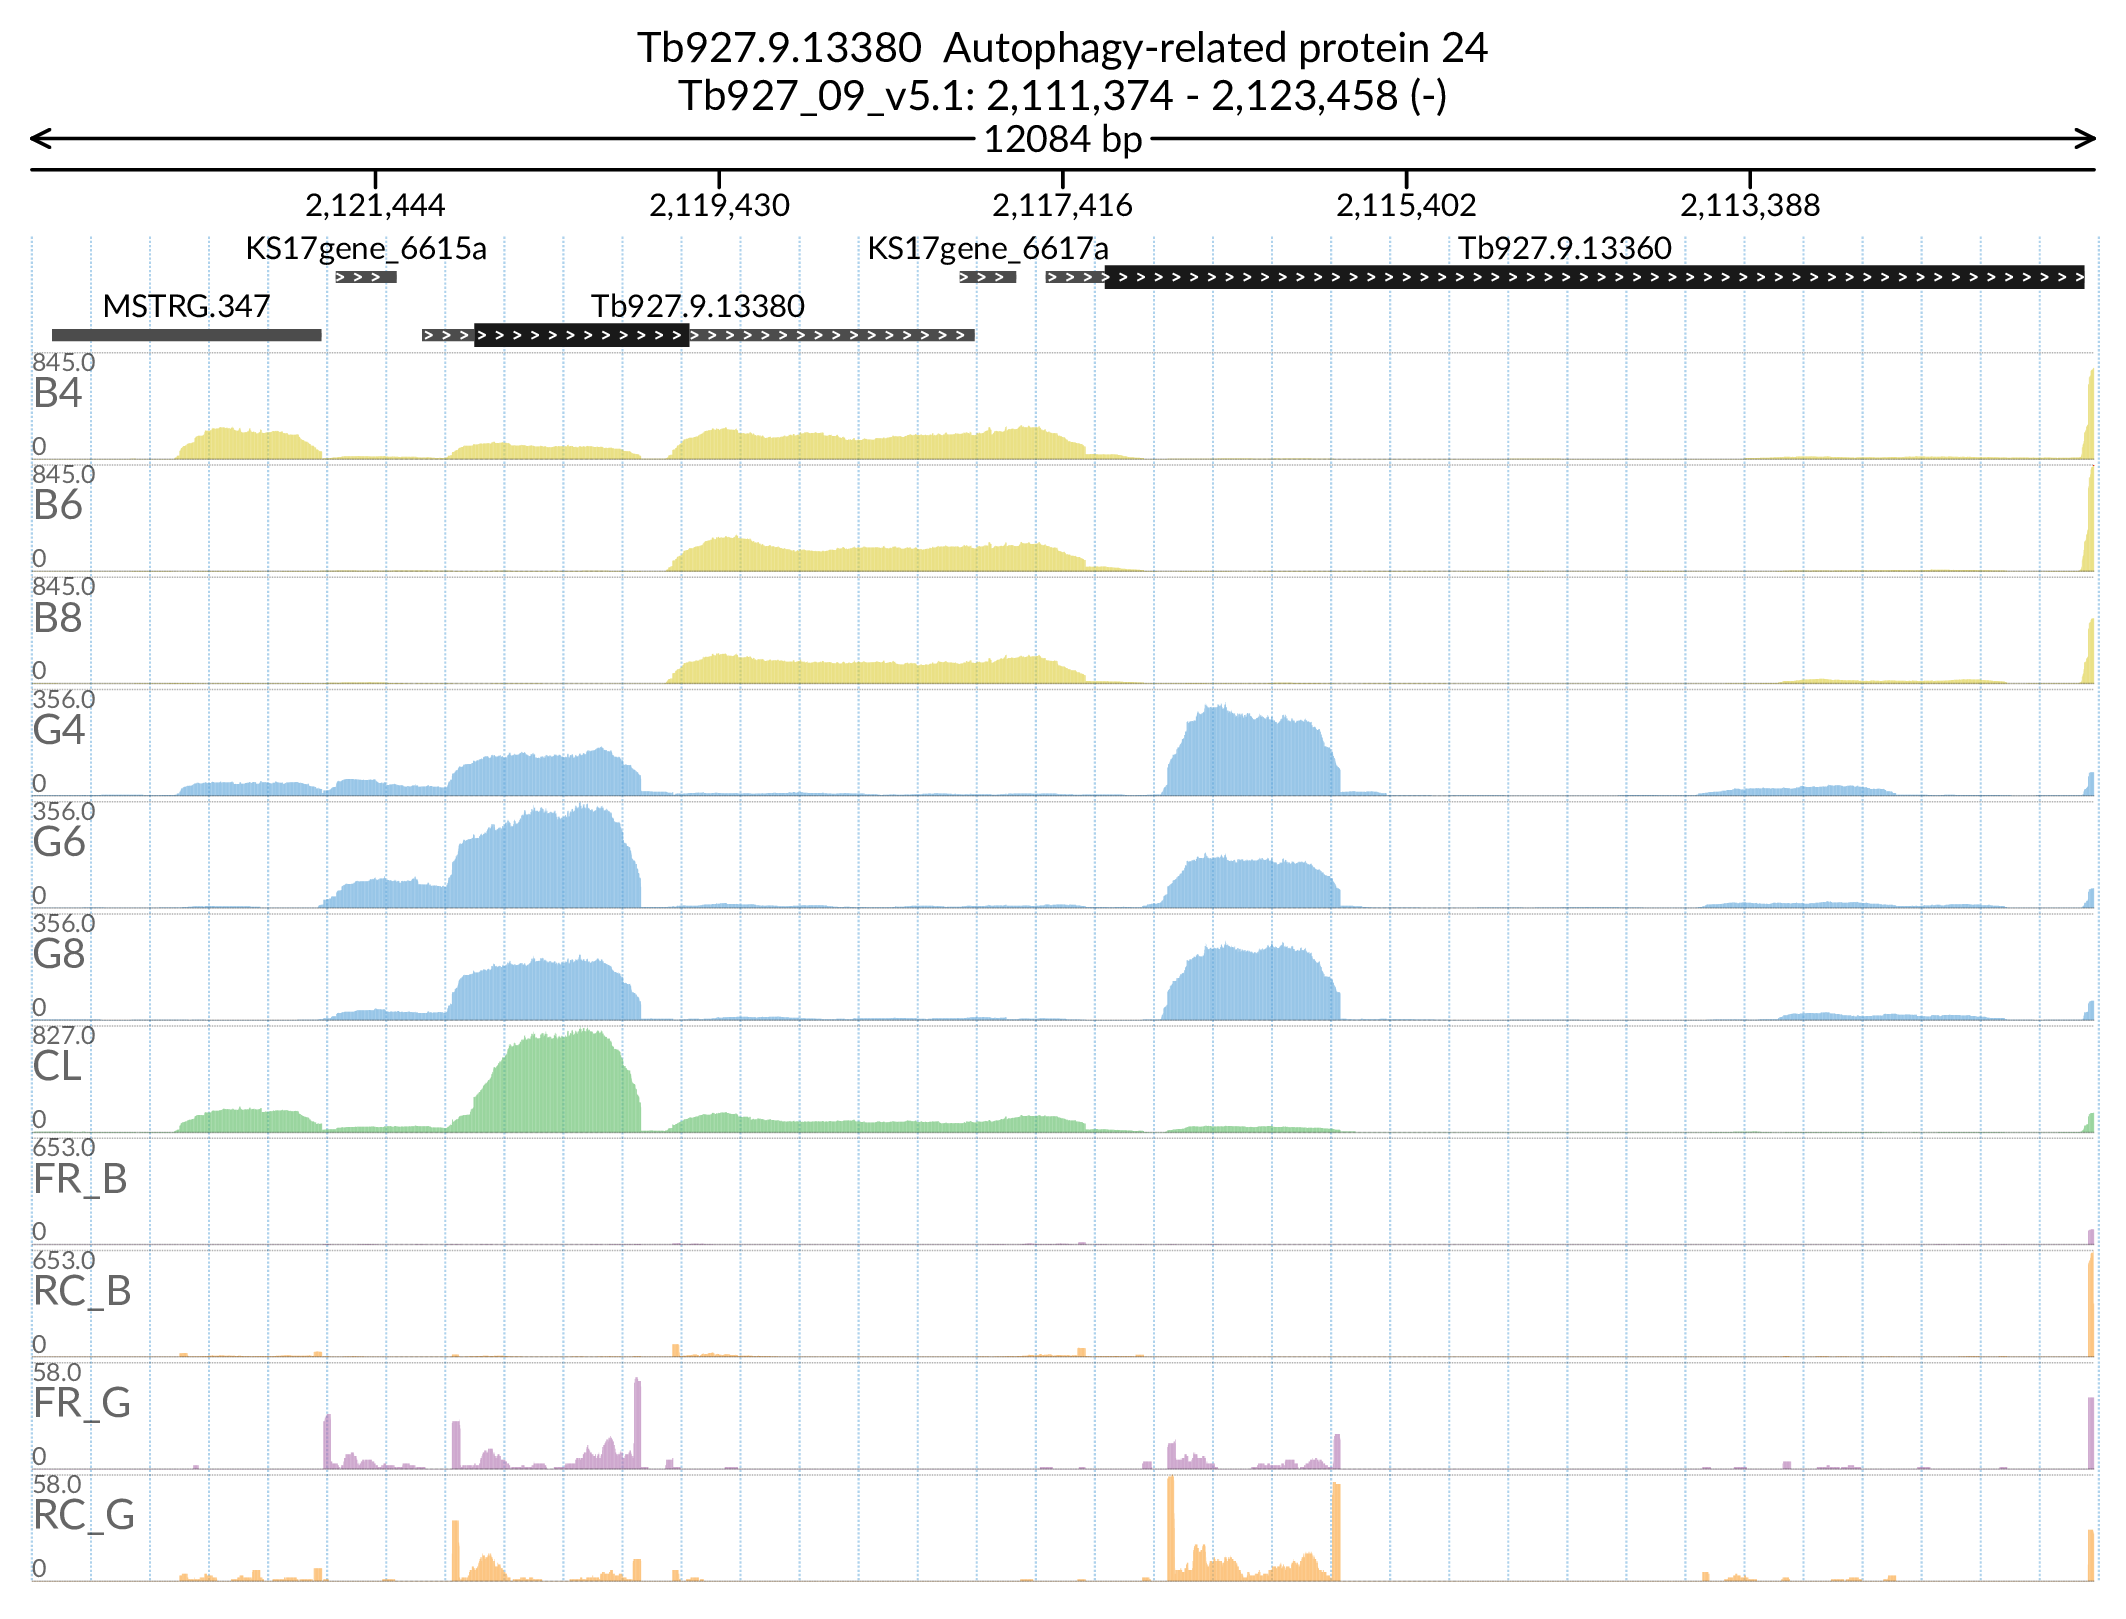 Tb927.9.13380 Autophagy-related protein 24
Tb927_09_v5.1: 2,111,374 - 2,123,458 (-)
12084 bp
2,121,444 2,119,430 2,117,416 2,115,402 2,113,388
KS17gene_6615a KS17gene_6617a Tb927.9.13360
MSTRG.347 Tb927.9.13380
845.0
B4
0
845.0
B6
0
845.0
B8
0
356.0
G4
0
356.0
G6
0
356.0
G8
0
827.0
CL
0
653.0
FR_B
0
653.0
RC_B
0
58.0
FR_G
0
58.0
RC_G
0